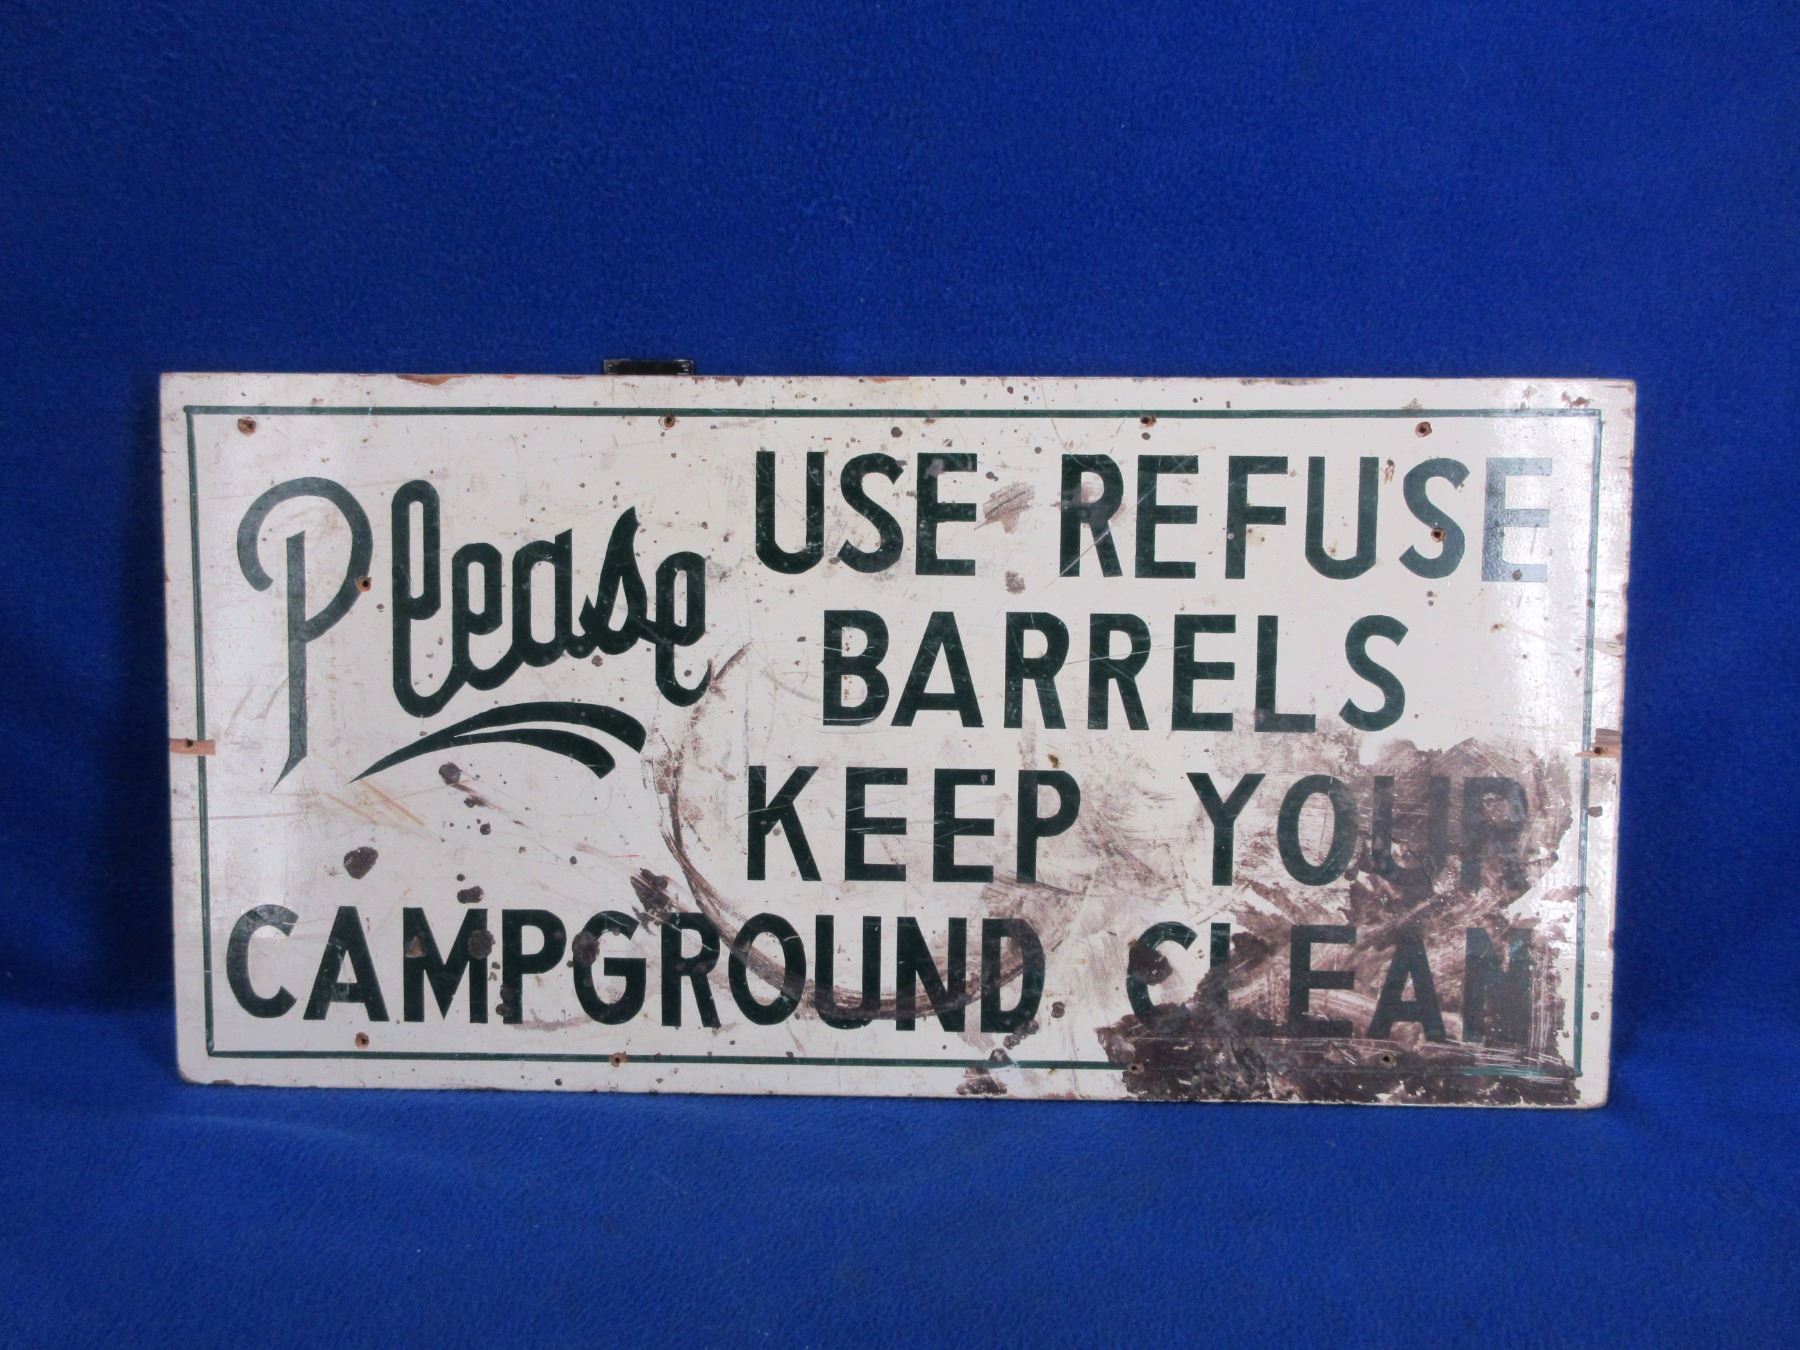 Please USE REFUSE
BARRELS
KEEP YOUR
CAMPGROUND CLEAN